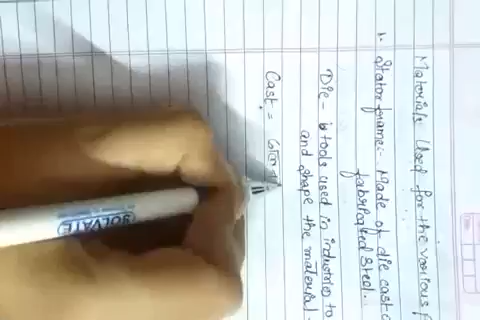 Materials Used for the various
1. Stator frame:- Made of die cast
fabricated steel..
Die - is tools used in industries to
and shape the material
Cast =
SOLVATE